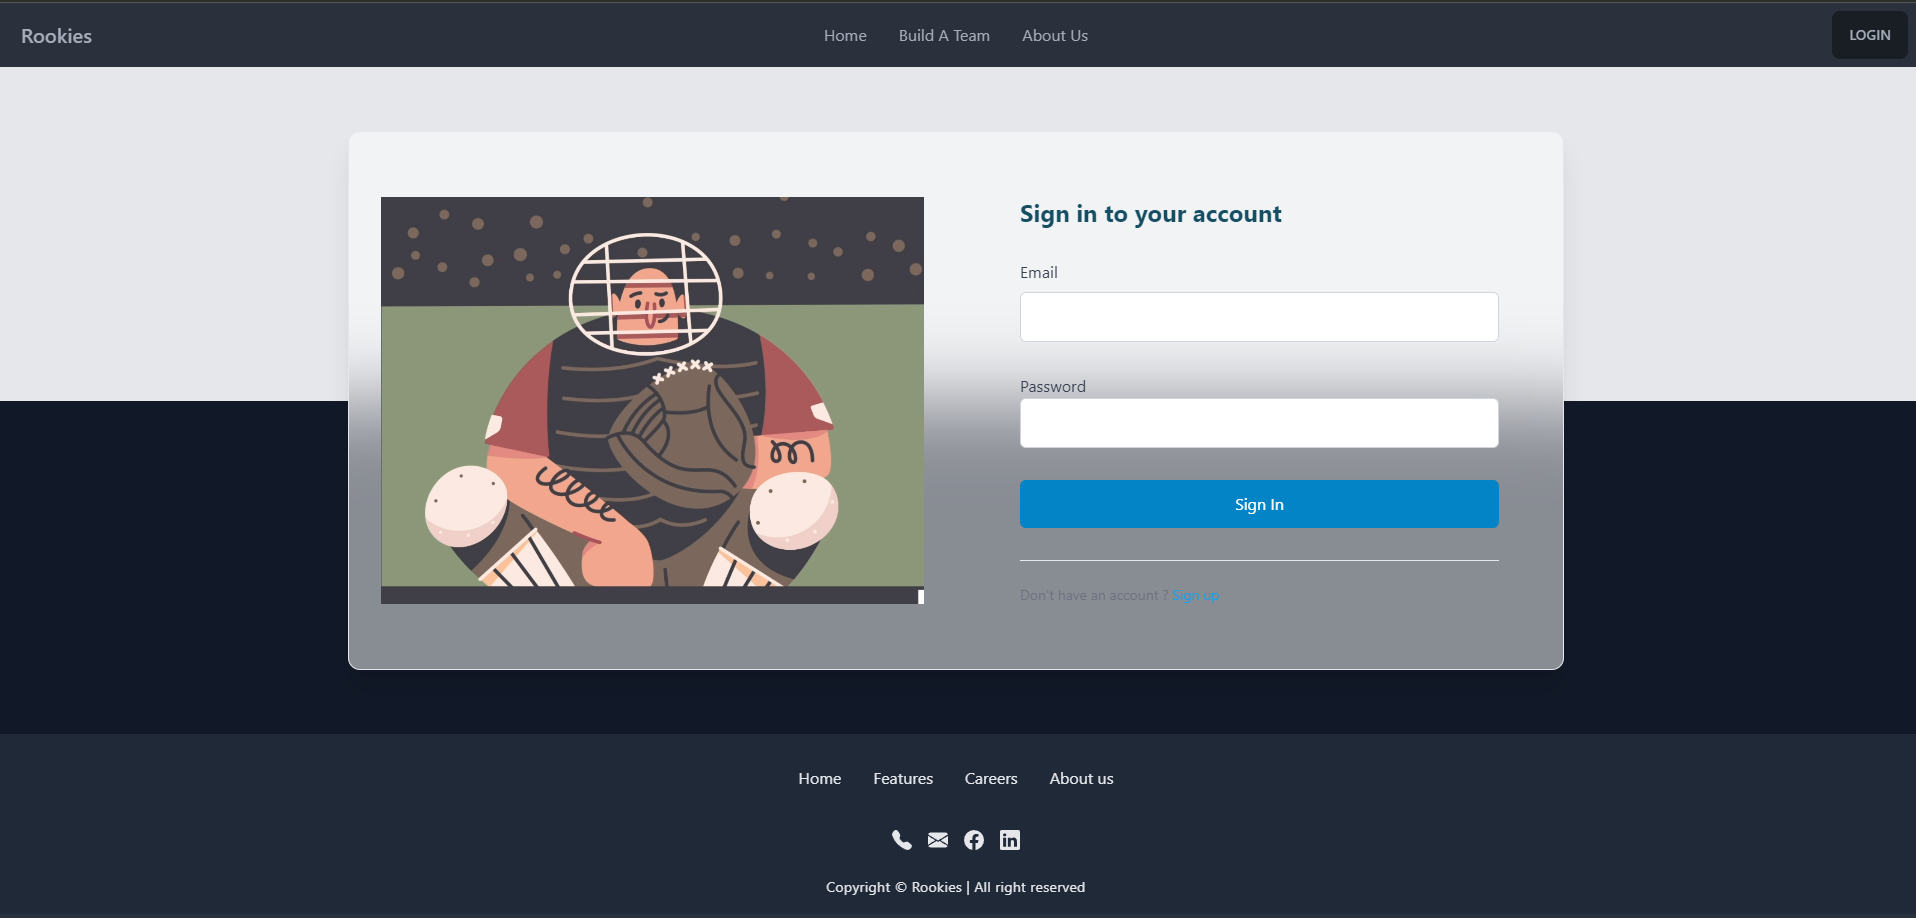 Rookies
Home Build A Team About Us
LOGIN
Sign in to your account
Email
Password
Sign In
Don't have an account ? Sign up
Home Features Careers About us
Copyright © Rookies | All right reserved